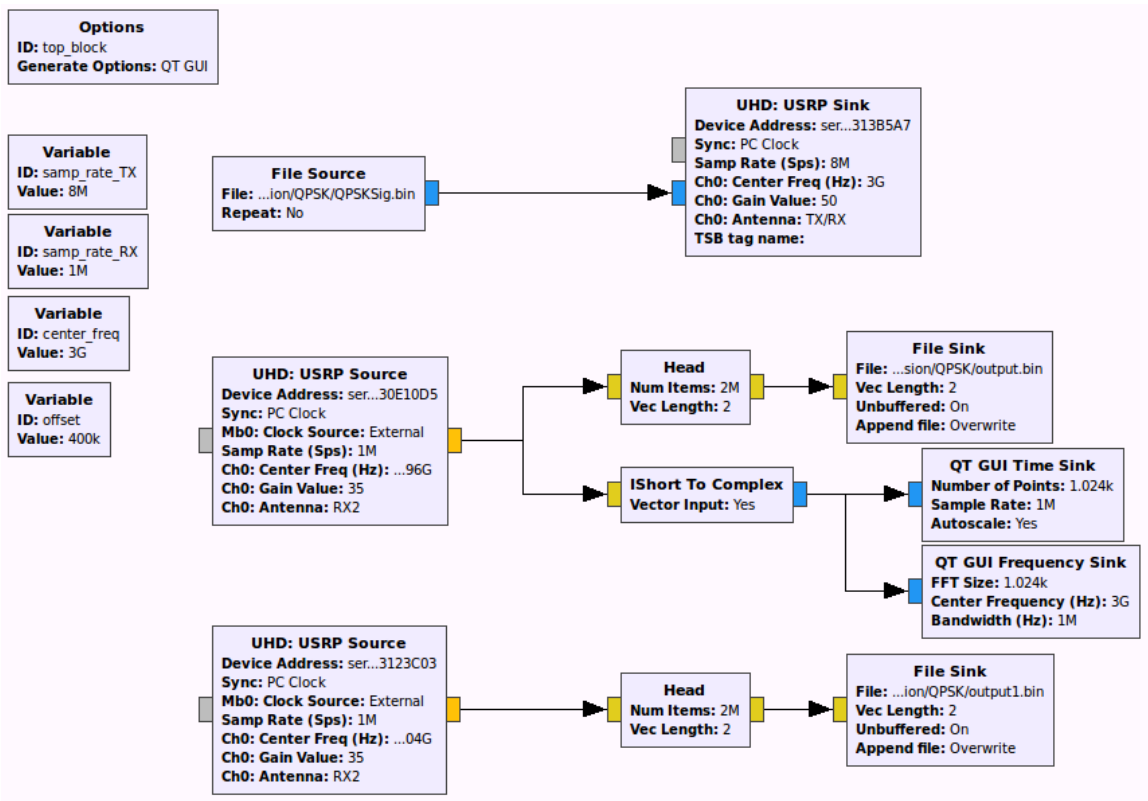 Options
ID: top_block
Generate Options: QT GUI
Variable
ID: samp_rate_TX
Value: 8M
Variable
ID: samp_rate_RX
Value: 1M
Variable
ID: center_freq
Value: 3G
Variable
ID: offset
Value: 400k
File Source
File: ...ion/QPSK/QPSKSig.bin
Repeat: No
UHD: USRP Sink
Device Address: ser...313B5A7
Sync: PC Clock
Samp Rate (Sps): 8M
Ch0: Center Freq (Hz): 3G
Ch0: Gain Value: 50
Ch0: Antenna: TX/RX
TSB tag name:
UHD: USRP Source
Device Address: ser...30E10D5
Sync: PC Clock
Mb0: Clock Source: External
Samp Rate (Sps): 1M
Ch0: Center Freq (Hz): ...96G
Ch0: Gain Value: 35
Ch0: Antenna: RX2
Head
Num Items: 2M
Vec Length: 2
File Sink
File: ...sion/QPSK/output.bin
Vec Length: 2
Unbuffered: On
Append file: Overwrite
IShort To Complex
Vector Input: Yes
QT GUI Time Sink
Number of Points: 1.024k
Sample Rate: 1M
Autoscale: Yes
QT GUI Frequency Sink
FFT Size: 1.024k
Center Frequency (Hz): 3G
Bandwidth (Hz): 1M
UHD: USRP Source
Device Address: ser...3123C03
Sync: PC Clock
Mb0: Clock Source: External
Samp Rate (Sps): 1M
Ch0: Center Freq (Hz): ...04G
Ch0: Gain Value: 35
Ch0: Antenna: RX2
Head
Num Items: 2M
Vec Length: 2
File Sink
File: ...ion/QPSK/output1.bin
Vec Length: 2
Unbuffered: On
Append file: Overwrite